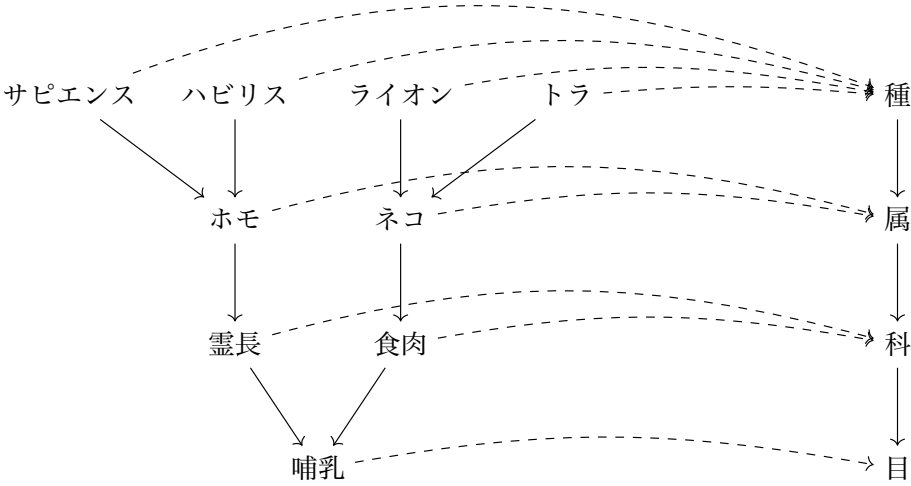 サピエンス ハビリス ライオン トラ 種
ホモ ネコ 属
霊長 食肉 科
哺乳 目